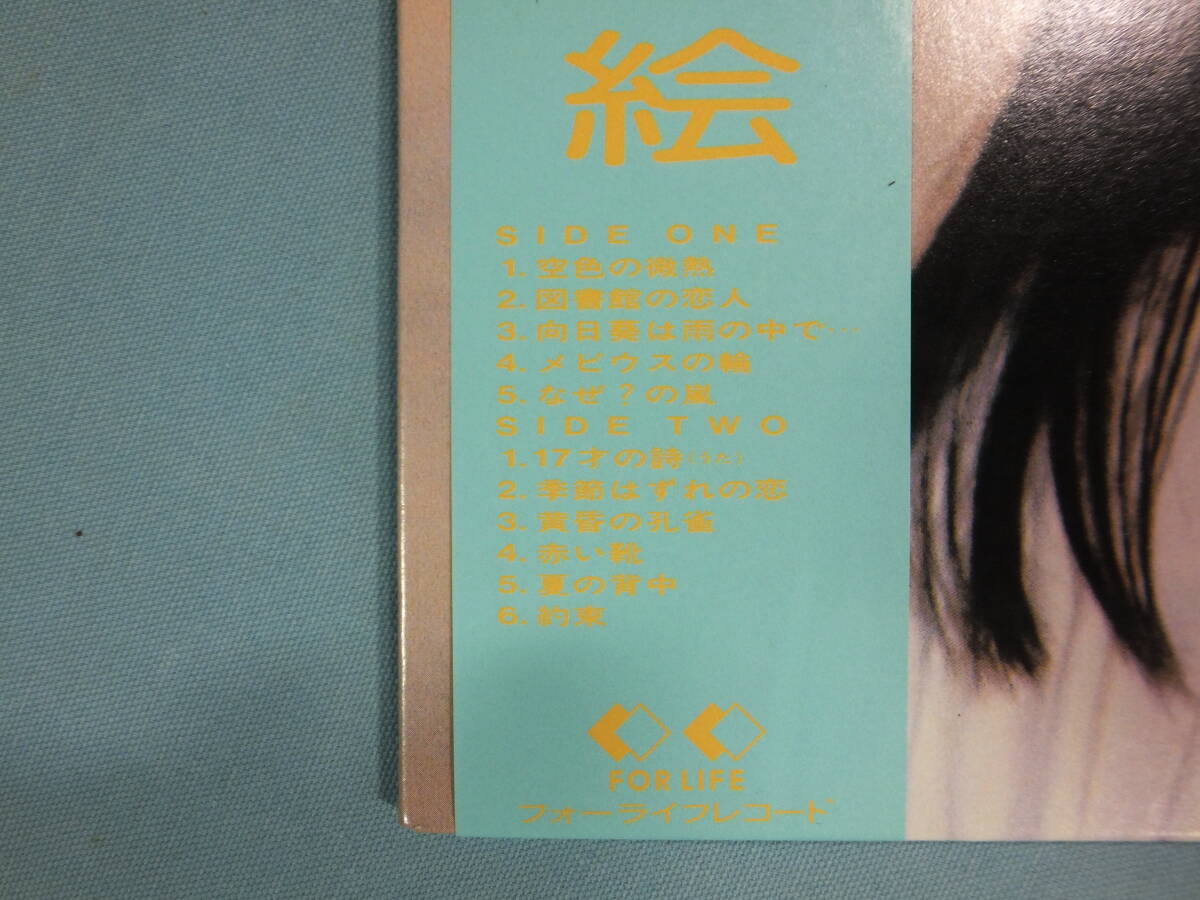 絵
SIDE ONE
1. 空色の微熱
2. 図書館の恋人
3. 向日葵は雨の中で…
4. メビウスの輪
5. なぜ?の嵐
SIDE TWO
1. 17才の詩(うた)
2. 季節はずれの恋
3. 黄昏の孔雀
4. 赤い靴
5. 夏の背中
6. 約束
FOR LIFE
フォーライフレコード